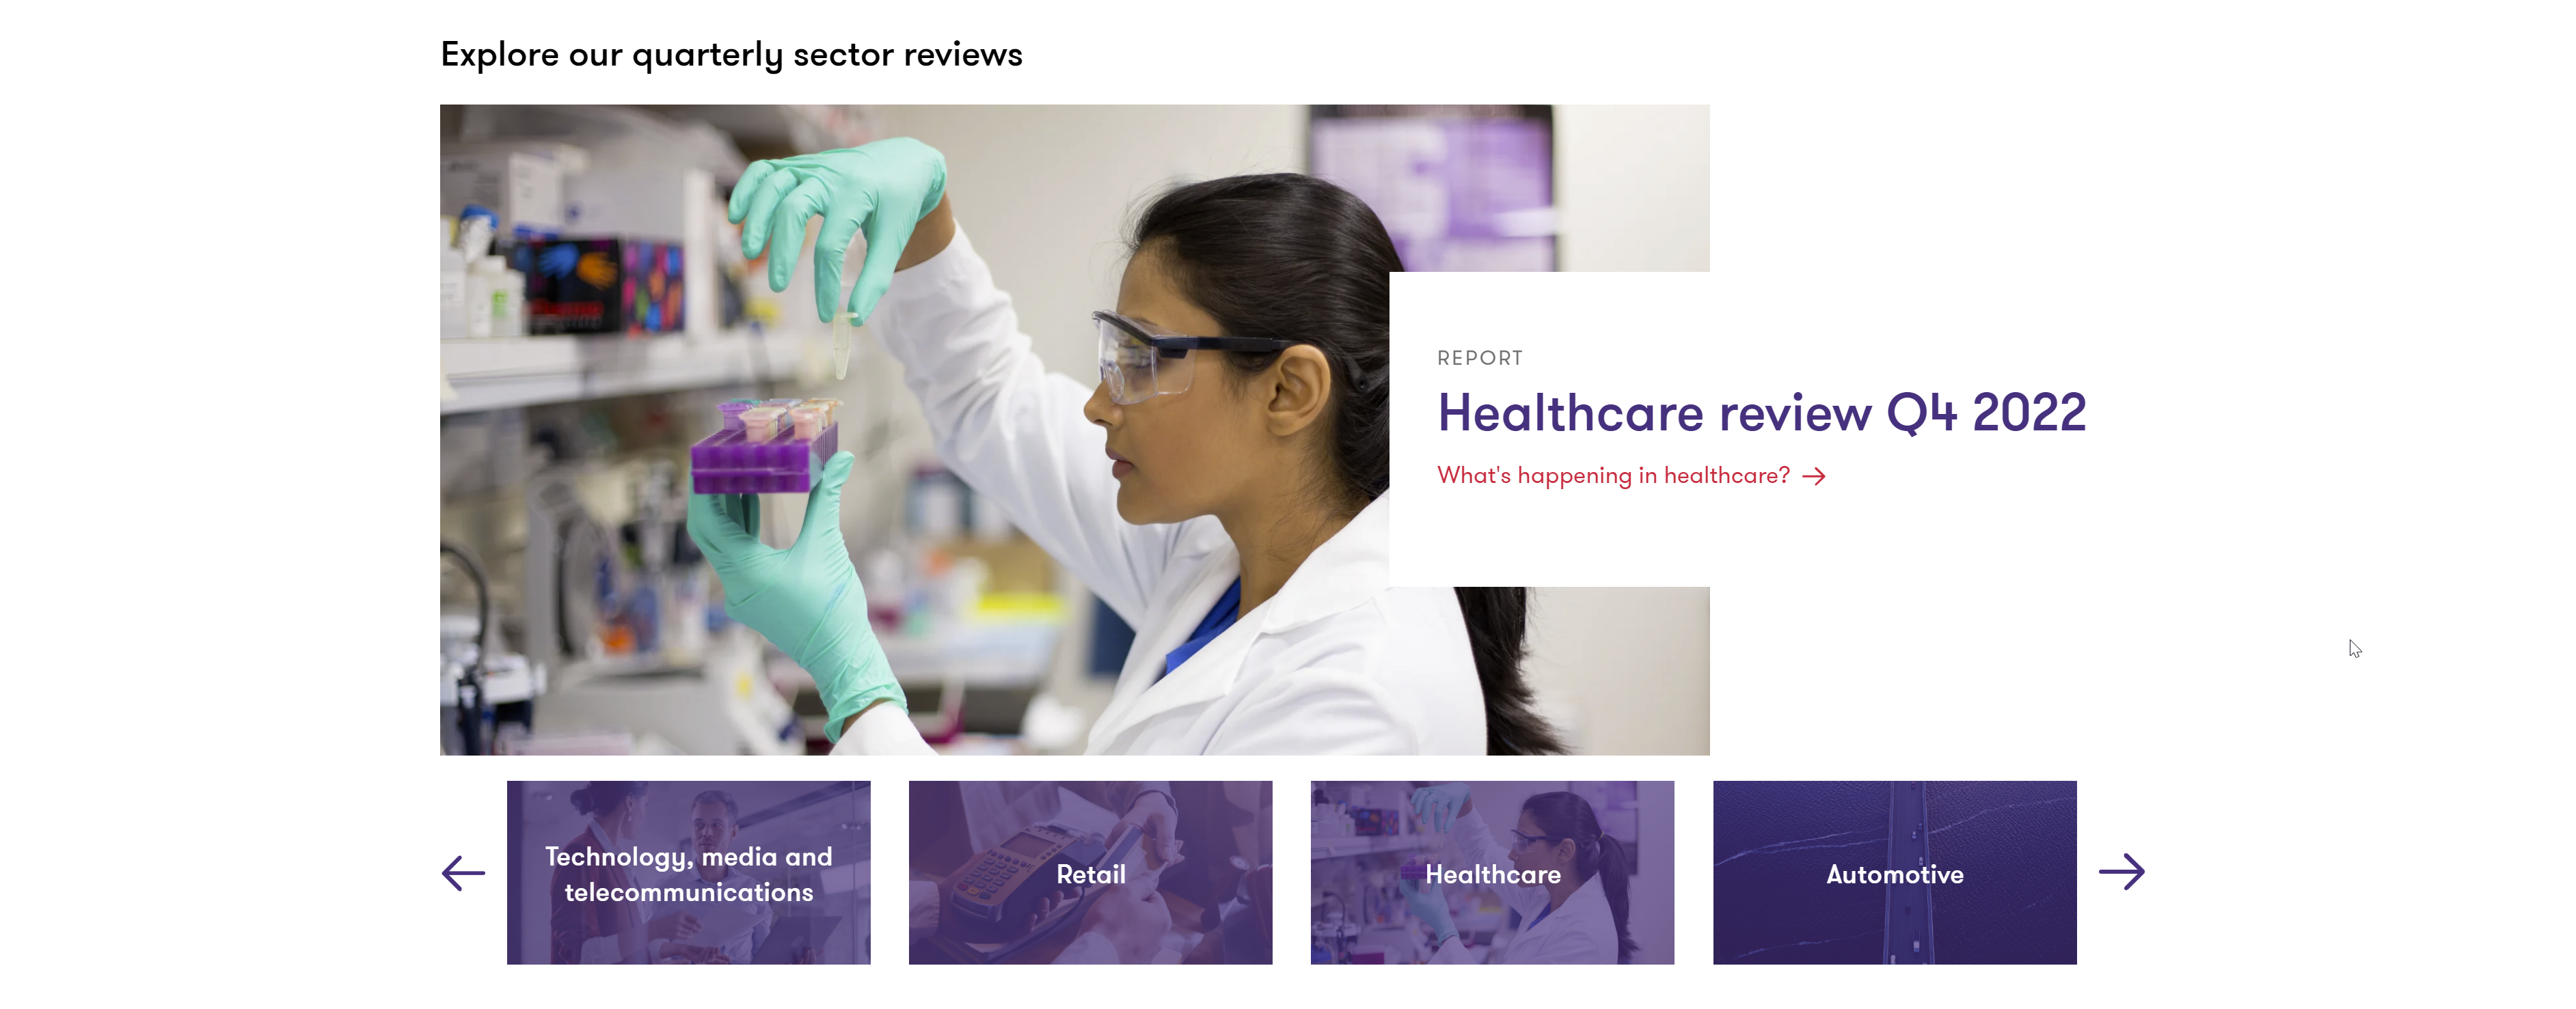 Explore our quarterly sector reviews
REPORT
Healthcare review Q4 2022
What's happening in healthcare?
Technology, media and
telecommunications
Retail
Healthcare
Automotive